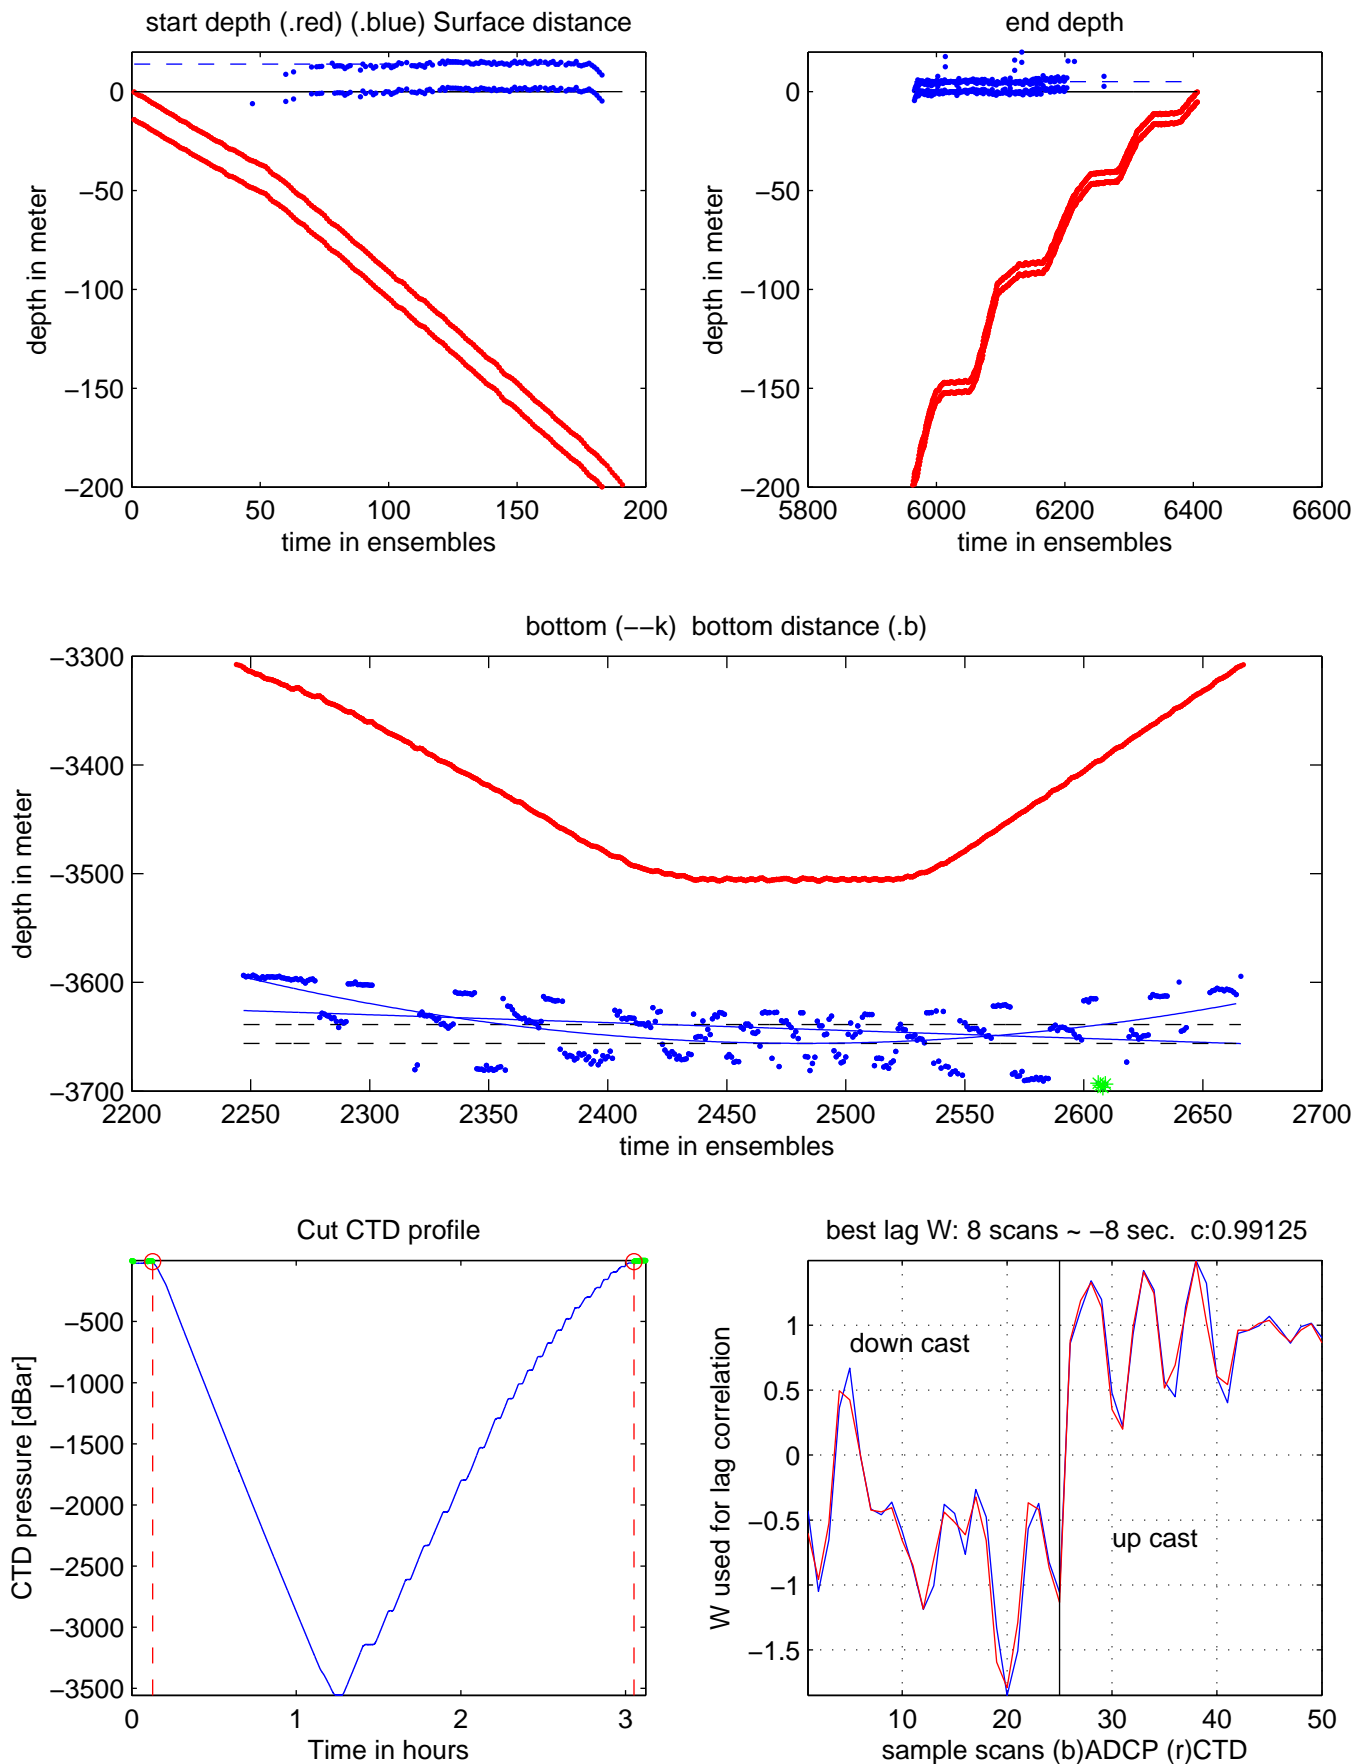 start depth (.red) (.blue) Surface distance
0
−50
−100
−150
−200
depth in meter
0 50 100 150 200
time in ensembles
end depth
0
−50
−100
−150
−200
depth in meter
5800 6000 6200 6400 6600
time in ensembles
bottom (−−k)  bottom distance (.b)
−3300
−3400
−3500
−3600
−3700
depth in meter
2200 2250 2300 2350 2400 2450 2500 2550 2600 2650 2700
time in ensembles
Cut CTD profile
−500
−1000
−1500
−2000
−2500
−3000
−3500
CTD pressure [dBar]
0 1 2 3
Time in hours
best lag W: 8 scans ~ −8 sec.  c:0.99125
1
0.5
0
−0.5
−1
−1.5
W used for lag correlation
down cast
up cast
10 20 30 40 50
sample scans (b)ADCP (r)CTD